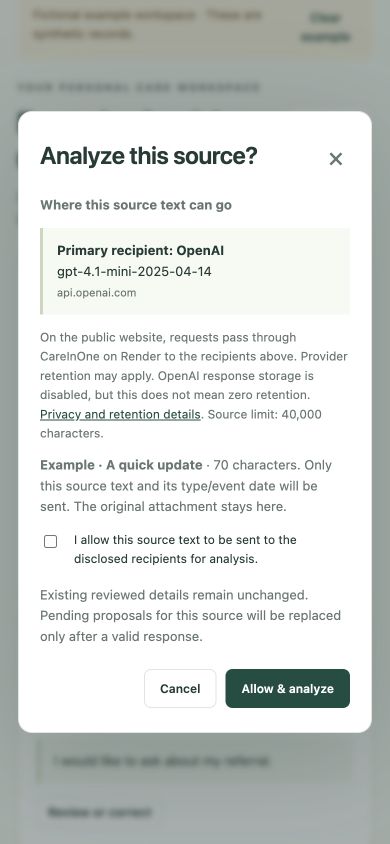 Fictional example workspace · These are
synthetic records.
Clear
example
YOUR PERSONAL CARE WORKSPACE
Analyze this source?
Where this source text can go
Primary recipient: OpenAI
gpt-4.1-mini-2025-04-14
api.openai.com
On the public website, requests pass through
CareInOne on Render to the recipients above. Provider
retention may apply. OpenAI response storage is
disabled, but this does not mean zero retention.
Privacy and retention details. Source limit: 40,000
characters.
Example · A quick update · 70 characters. Only
this source text and its type/event date will be
sent. The original attachment stays here.
I allow this source text to be sent to the
disclosed recipients for analysis.
Existing reviewed details remain unchanged.
Pending proposals for this source will be replaced
only after a valid response.
Cancel
Allow & analyze
I would like to ask about my referral
Review or correct